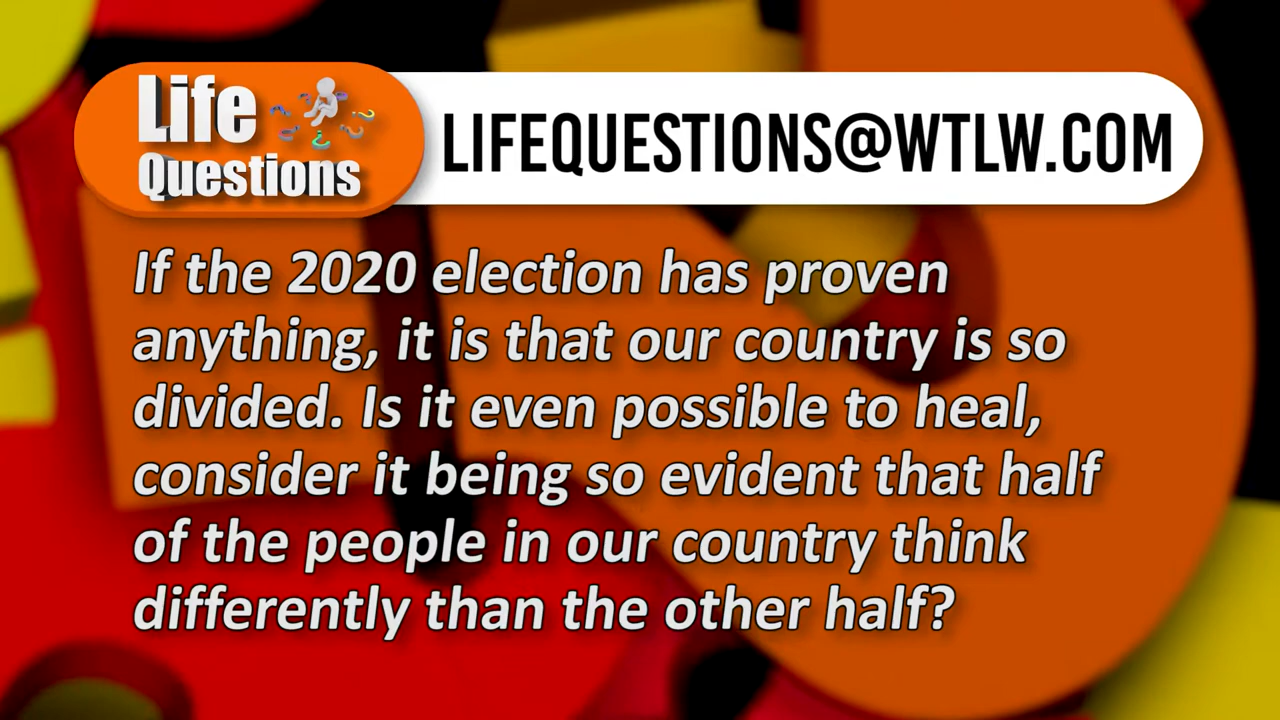 Life
Questions
LIFEQUESTIONS@WTLW.COM
If the 2020 election has proven
anything, it is that our country is so
divided. Is it even possible to heal,
consider it being so evident that half
of the people in our country think
differently than the other half?